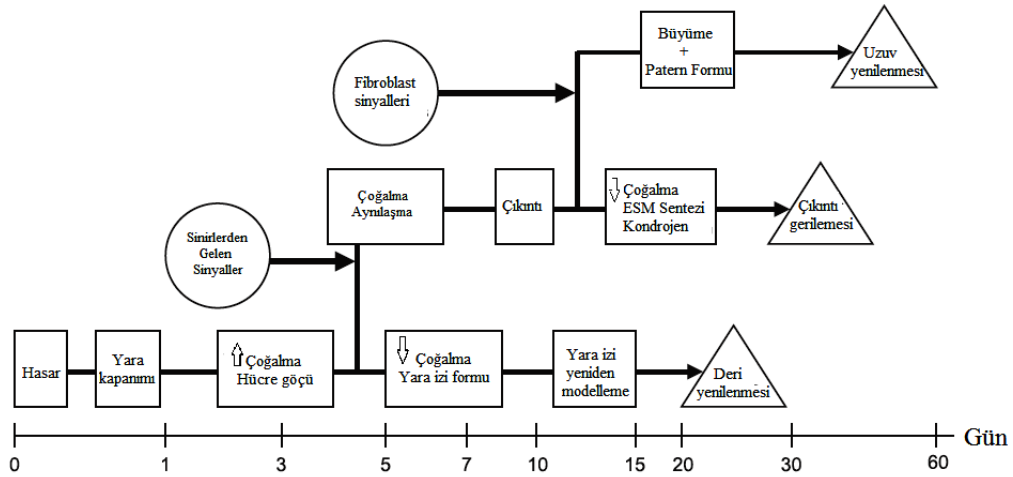 Büyüme
+
Patern Formu
Uzuv
yenilenmesi
Fibroblast
sinyalleri
Çoğalma
Aynılaşma
Çıkıntı
Çoğalma
ESM Sentezi
Kondrojen
Çıkıntı
gerilemesi
Sinirlerden
Gelen
Sinyaller
Hasar
Yara
kapanımı
Çoğalma
Hücre göçü
Çoğalma
Yara izi formu
Yara izi
yeniden
modelleme
Deri
yenilenmesi
0 1 3 5 7 10 15 20 30 60 Gün